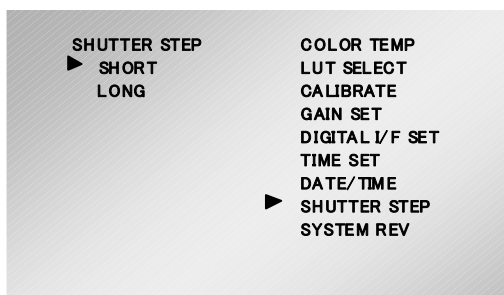 SHUTTER STEP
SHORT
LONG
COLOR TEMP
LUT SELECT
CALIBRATE
GAIN SET
DIGITAL I/F SET
TIME SET
DATE/TIME
SHUTTER STEP
SYSTEM REV